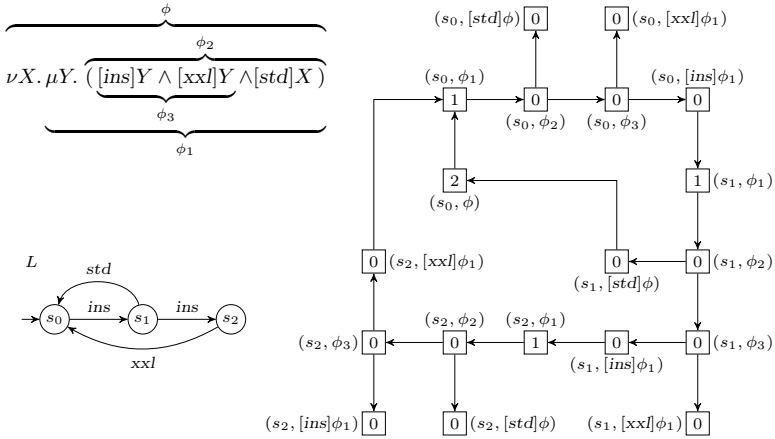 ϕ
ϕ₂
νX. μY. ( [ins]Y ∧ [xxl]Y ∧[std]X )
ϕ₃
ϕ₁
L
std
s₀ ins s₁ ins s₂
xxl
(s₀, [std]ϕ) 0 0 (s₀, [xxl]ϕ₁)
(s₀, ϕ₁) (s₀, [ins]ϕ₁)
1 0 0 0
(s₀, ϕ₂) (s₀, ϕ₃)
2 1 (s₁, ϕ₁)
(s₀, ϕ)
0 (s₂, [xxl]ϕ₁) 0 0 (s₁, ϕ₂)
(s₁, [std]ϕ)
(s₂, ϕ₂) (s₂, ϕ₁)
(s₂, ϕ₃) 0 0 1 0 0 (s₁, ϕ₃)
(s₁, [ins]ϕ₁)
(s₂, [ins]ϕ₁) 0 0 (s₂, [std]ϕ) (s₁, [xxl]ϕ₁) 0